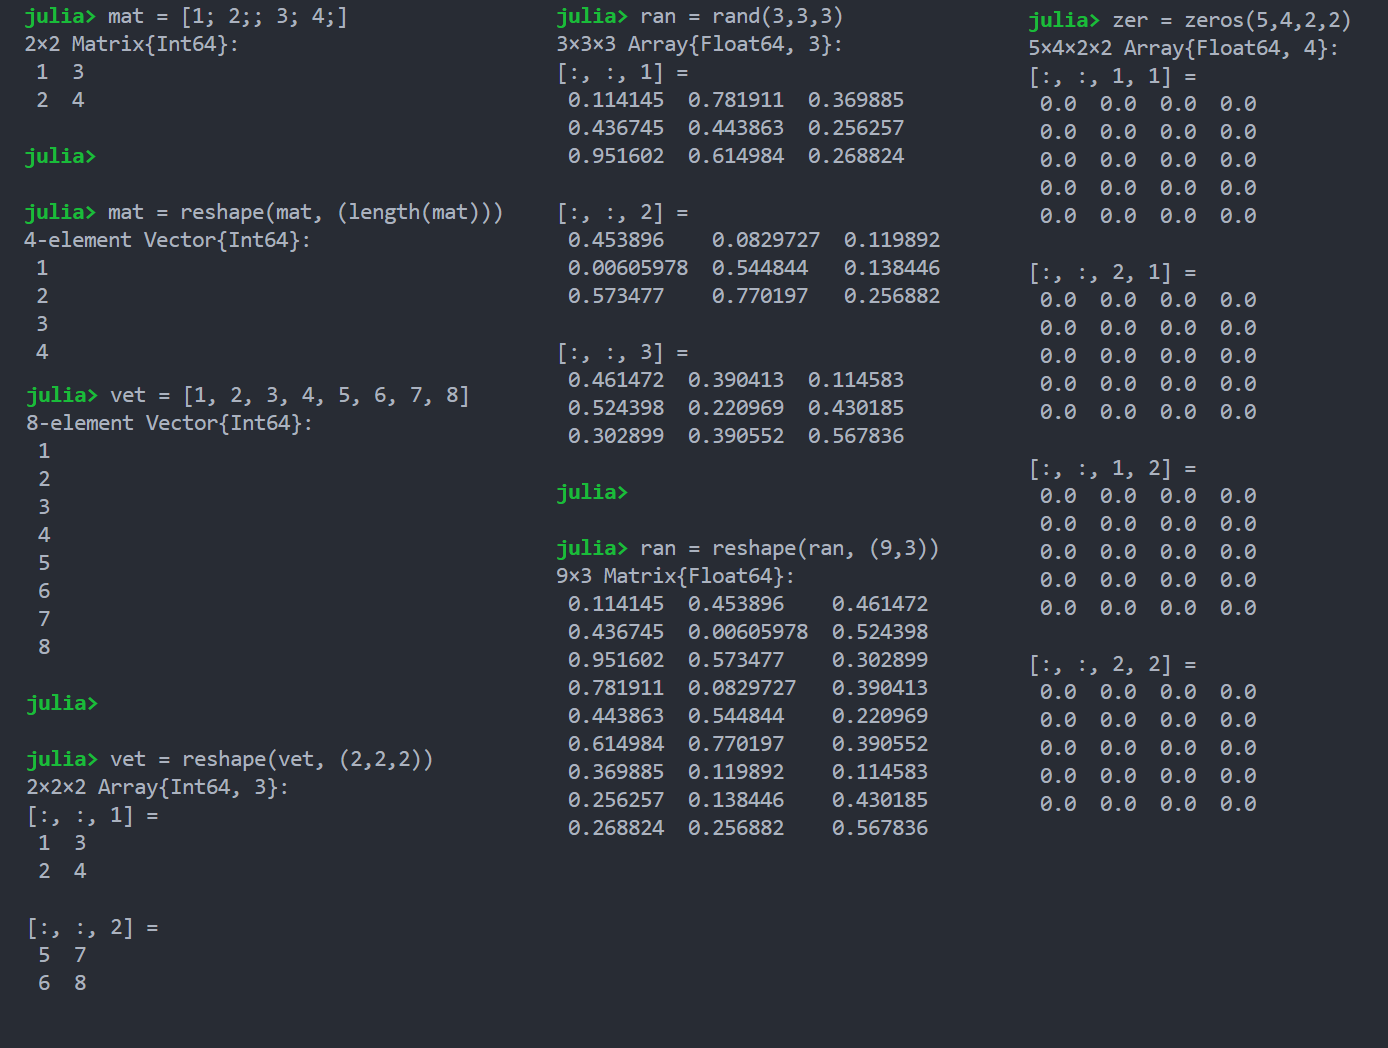 julia> mat = [1; 2;; 3; 4;]
2×2 Matrix{Int64}:
 1  3
 2  4
julia>
julia> mat = reshape(mat, (length(mat)))
4-element Vector{Int64}:
 1
 2
 3
 4
julia> vet = [1, 2, 3, 4, 5, 6, 7, 8]
8-element Vector{Int64}:
 1
 2
 3
 4
 5
 6
 7
 8
julia>
julia> vet = reshape(vet, (2,2,2))
2×2×2 Array{Int64, 3}:
[:, :, 1] =
 1  3
 2  4
[:, :, 2] =
 5  7
 6  8
julia> ran = rand(3,3,3)
3×3×3 Array{Float64, 3}:
[:, :, 1] =
 0.114145  0.781911  0.369885
 0.436745  0.443863  0.256257
 0.951602  0.614984  0.268824
[:, :, 2] =
 0.453896    0.0829727  0.119892
 0.00605978  0.544844   0.138446
 0.573477    0.770197   0.256882
[:, :, 3] =
 0.461472  0.390413  0.114583
 0.524398  0.220969  0.430185
 0.302899  0.390552  0.567836
julia>
julia> ran = reshape(ran, (9,3))
9×3 Matrix{Float64}:
 0.114145  0.453896    0.461472
 0.436745  0.00605978  0.524398
 0.951602  0.573477    0.302899
 0.781911  0.0829727   0.390413
 0.443863  0.544844    0.220969
 0.614984  0.770197    0.390552
 0.369885  0.119892    0.114583
 0.256257  0.138446    0.430185
 0.268824  0.256882    0.567836
julia> zer = zeros(5,4,2,2)
5×4×2×2 Array{Float64, 4}:
[:, :, 1, 1] =
 0.0  0.0  0.0  0.0
 0.0  0.0  0.0  0.0
 0.0  0.0  0.0  0.0
 0.0  0.0  0.0  0.0
 0.0  0.0  0.0  0.0
[:, :, 2, 1] =
 0.0  0.0  0.0  0.0
 0.0  0.0  0.0  0.0
 0.0  0.0  0.0  0.0
 0.0  0.0  0.0  0.0
 0.0  0.0  0.0  0.0
[:, :, 1, 2] =
 0.0  0.0  0.0  0.0
 0.0  0.0  0.0  0.0
 0.0  0.0  0.0  0.0
 0.0  0.0  0.0  0.0
 0.0  0.0  0.0  0.0
[:, :, 2, 2] =
 0.0  0.0  0.0  0.0
 0.0  0.0  0.0  0.0
 0.0  0.0  0.0  0.0
 0.0  0.0  0.0  0.0
 0.0  0.0  0.0  0.0